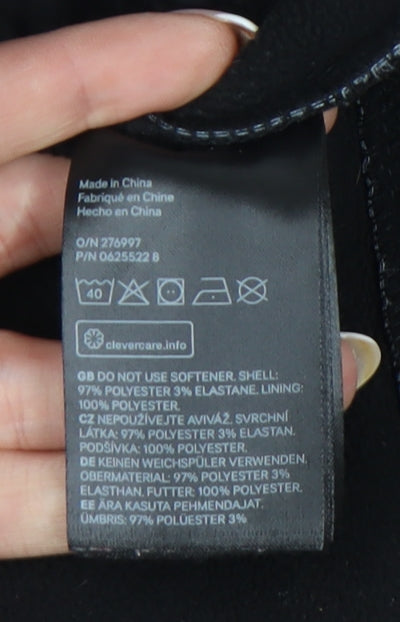 Made in China
Fabriqué en Chine
Hecho en China
O/N 276997
P/N 0625522 8
40
clevercare.info
GB DO NOT USE SOFTENER. SHELL:
97% POLYESTER 3% ELASTANE. LINING:
100% POLYESTER.
CZ NEPOUŽÍVEJTE AVIVÁŽ. SVRCHNÍ
LÁTKA: 97% POLYESTER 3% ELASTAN.
PODŠÍVKA: 100% POLYESTER.
DE KEINEN WEICHSPÜLER VERWENDEN.
OBERMATERIAL: 97% POLYESTER 3%
ELASTHAN. FUTTER: 100% POLYESTER.
EE ÄRA KASUTA PEHMENDAJAT.
ÜMBRIS: 97% POLÜESTER 3%